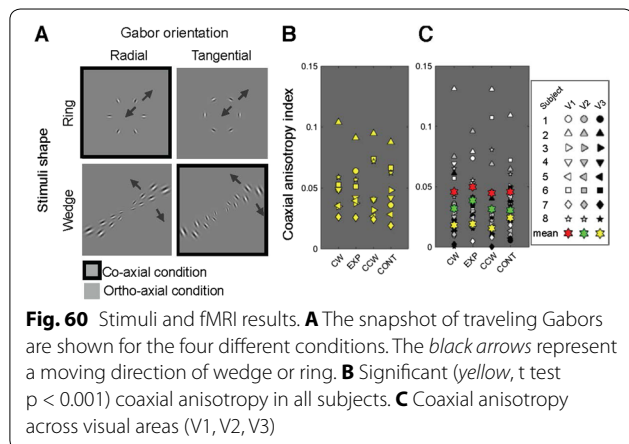 A
Gabor orientation
Radial
Tangential
Stimuli shape
Ring
Wedge
Co-axial condition
Ortho-axial condition
B
Coaxial anisotropy index
0.15
0.1
0.05
0
CW
EXP
CCW
CONT
C
0.15
0.1
0.05
0
CW
EXP
CCW
CONT
Subject
V1
V2
V3
1
2
3
4
5
6
7
8
mean
Fig. 60 Stimuli and fMRI results. A The snapshot of traveling Gabors
are shown for the four different conditions. The black arrows represent
a moving direction of wedge or ring. B Significant (yellow, t test
p < 0.001) coaxial anisotropy in all subjects. C Coaxial anisotropy
across visual areas (V1, V2, V3)